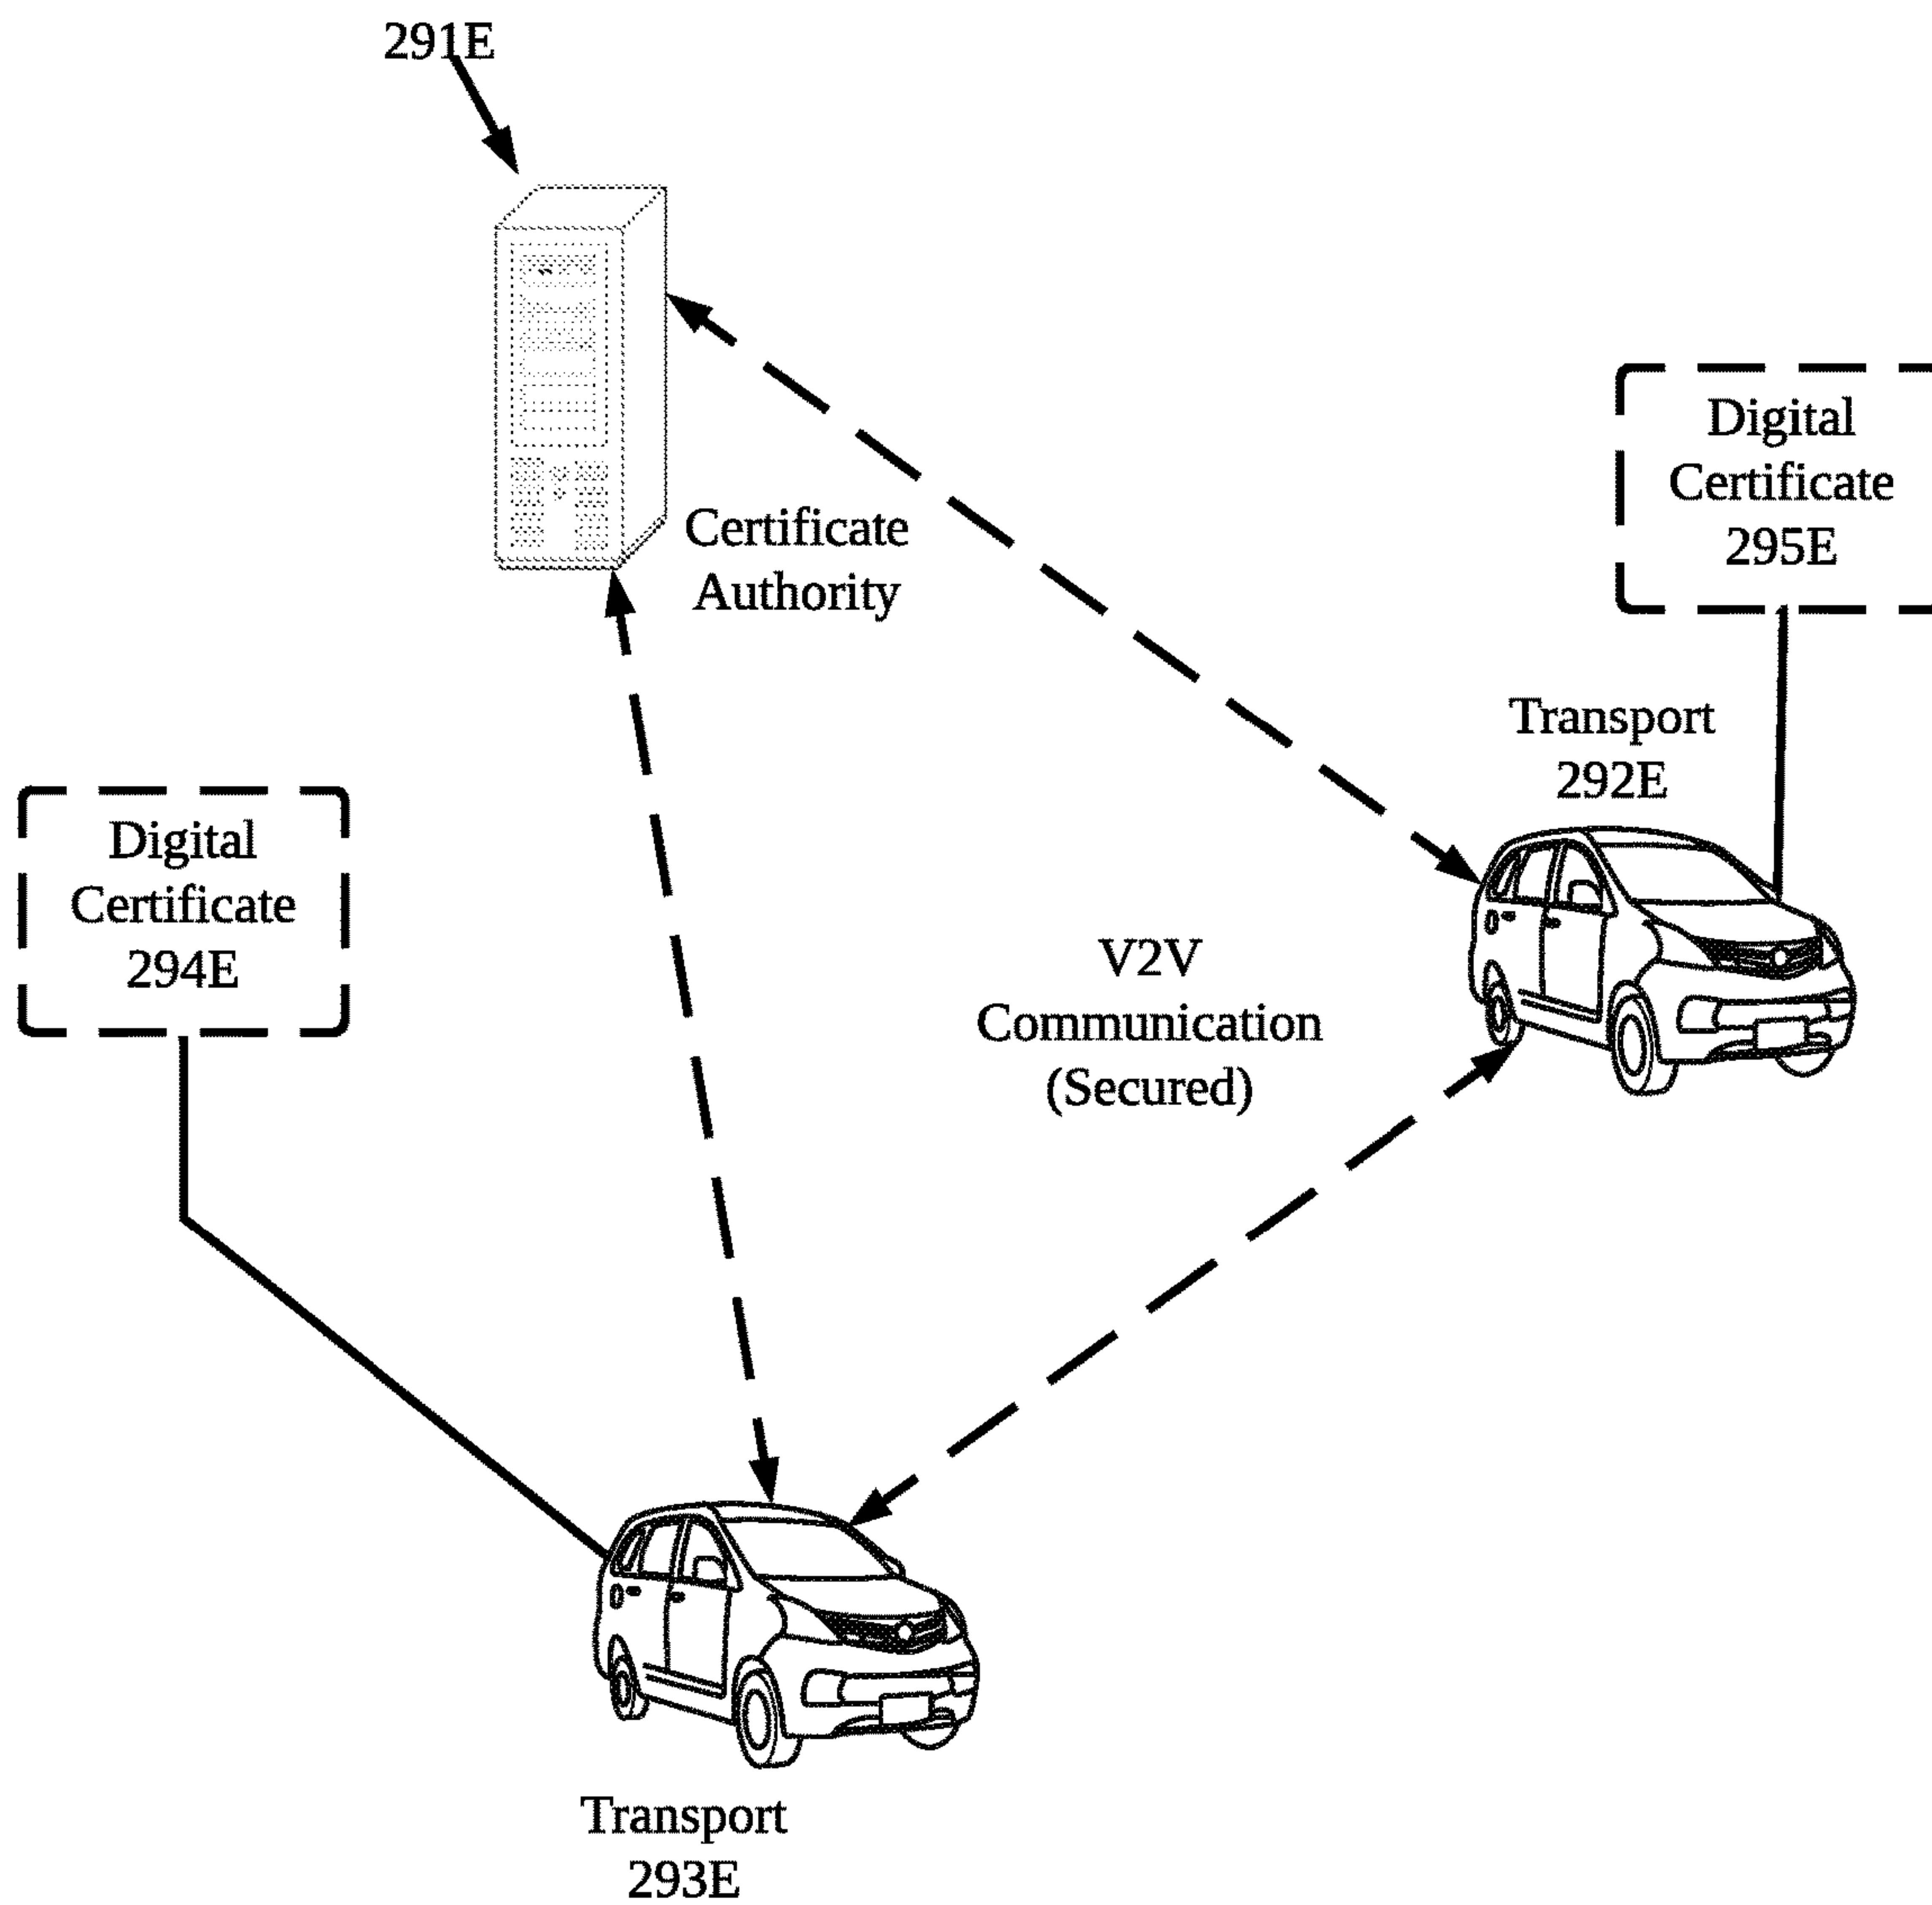 291E
Certificate
Authority
Digital
Certificate
295E
Transport
292E
Digital
Certificate
294E
V2V
Communication
(Secured)
Transport
293E